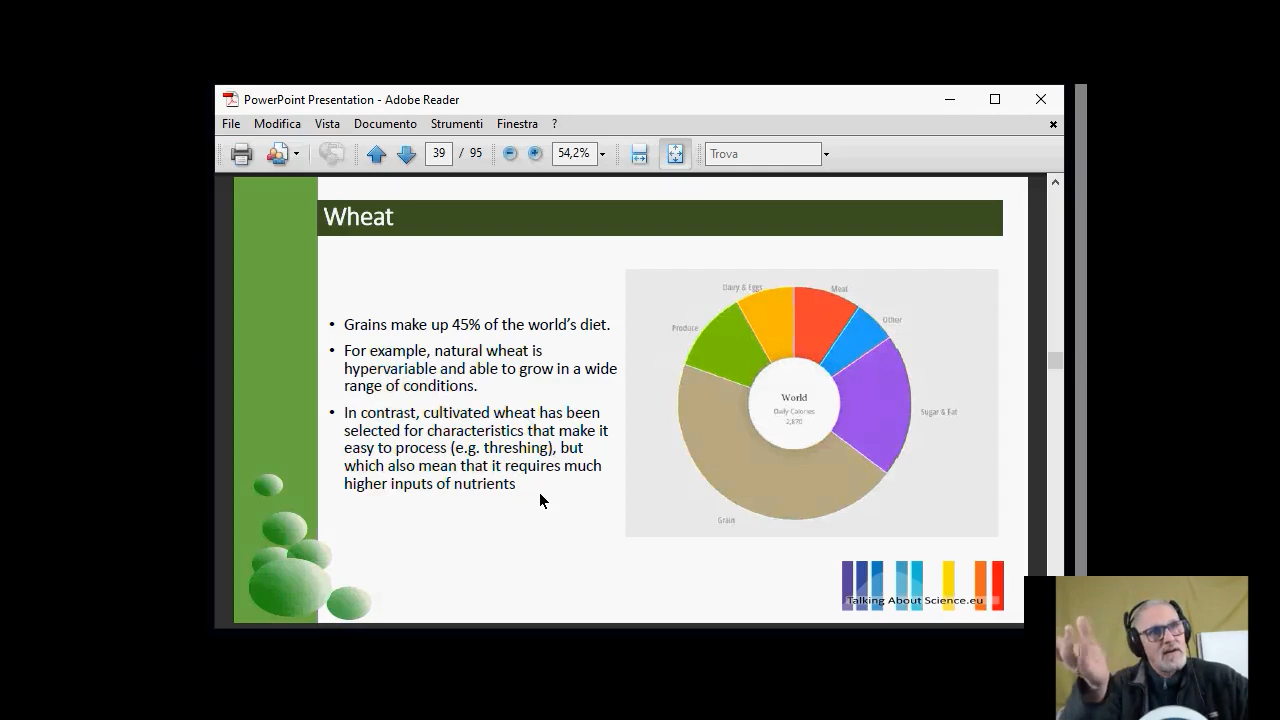 PowerPoint Presentation - Adobe Reader
File Modifica Vista Documento Strumenti Finestra ?
39 / 95 54,2% Trova
Wheat
• Grains make up 45% of the world's diet.
• For example, natural wheat is
hypervariable and able to grow in a wide
range of conditions.
• In contrast, cultivated wheat has been
selected for characteristics that make it
easy to process (e.g. threshing), but
which also mean that it requires much
higher inputs of nutrients
Dairy & Eggs
Meat
Produce
Other
World
Daily Calories
2,870
Sugar & Fat
Grain
Talking About Science.eu